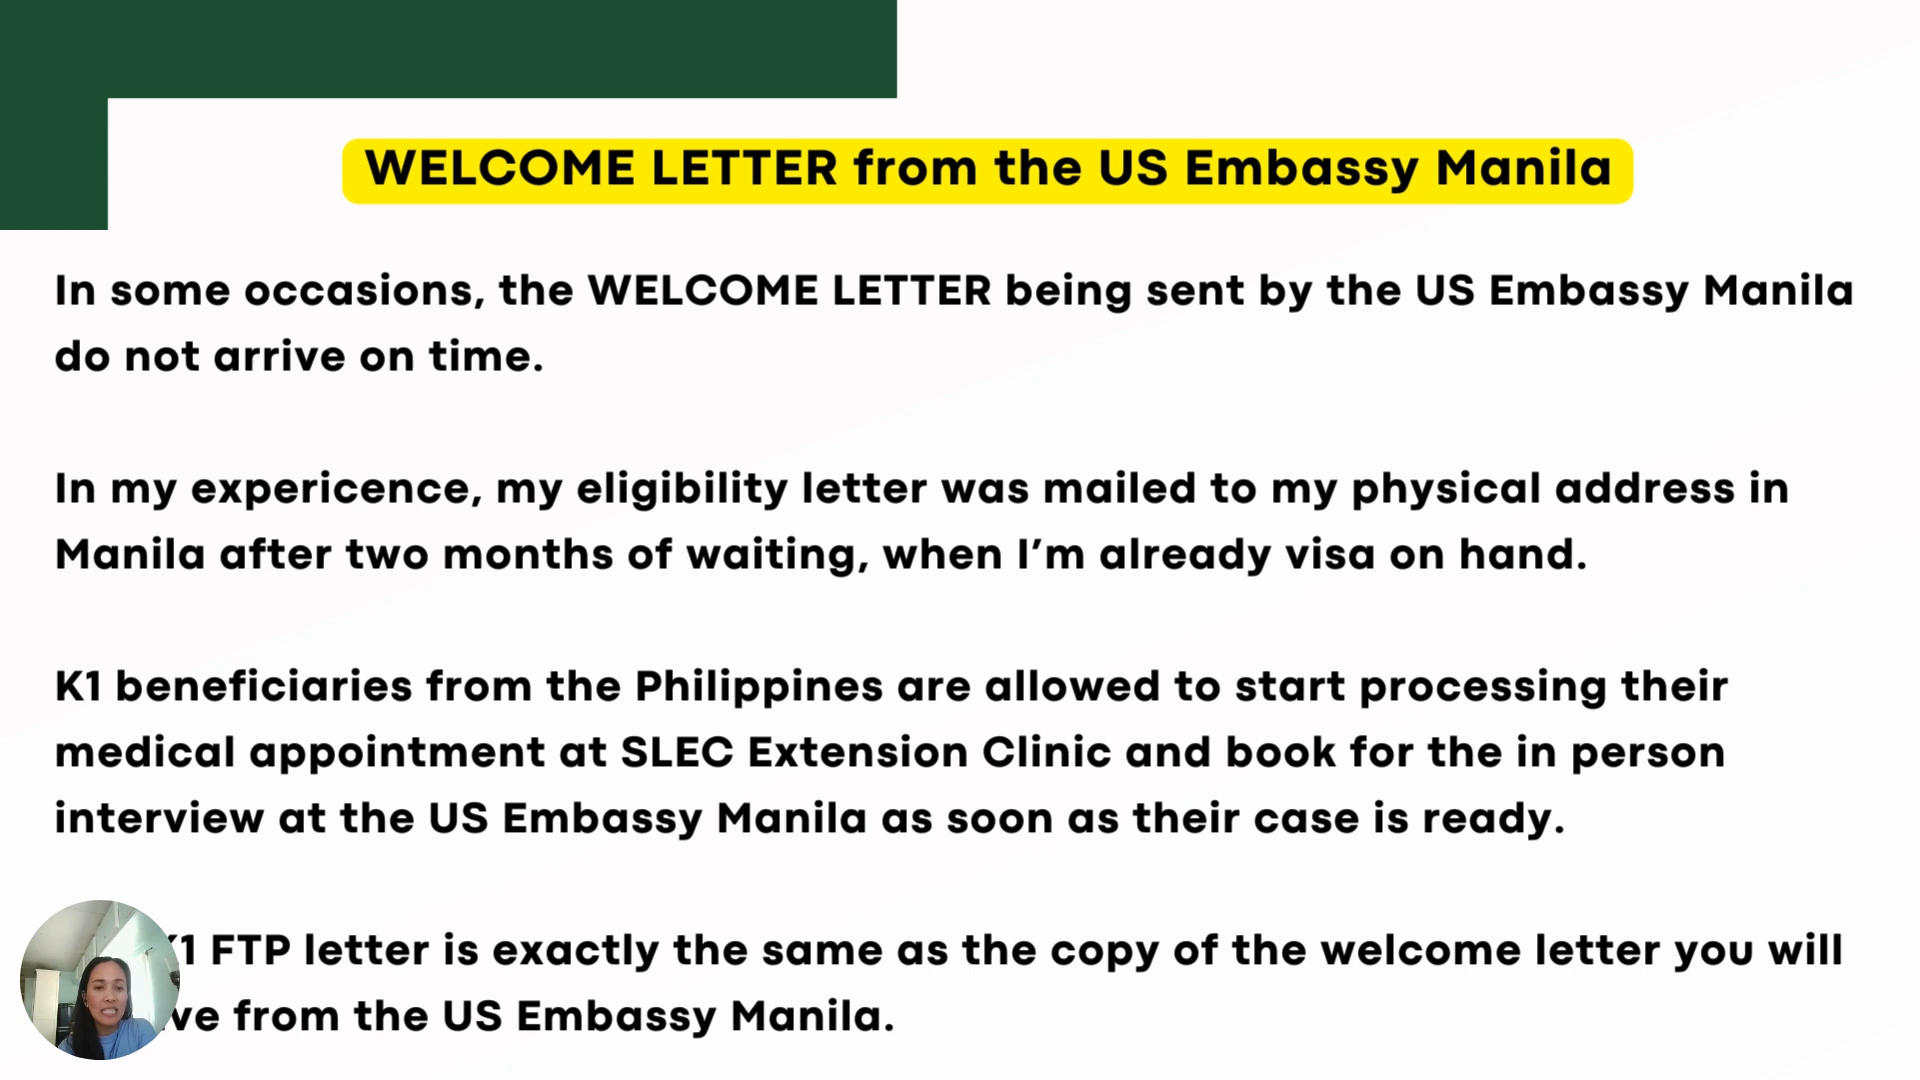 WELCOME LETTER from the US Embassy Manila
In some occasions, the WELCOME LETTER being sent by the US Embassy Manila
do not arrive on time.
In my expericence, my eligibility letter was mailed to my physical address in
Manila after two months of waiting, when I’m already visa on hand.
K1 beneficiaries from the Philippines are allowed to start processing their
medical appointment at SLEC Extension Clinic and book for the in person
interview at the US Embassy Manila as soon as their case is ready.
FTP letter is exactly the same as the copy of the welcome letter you will
from the US Embassy Manila.